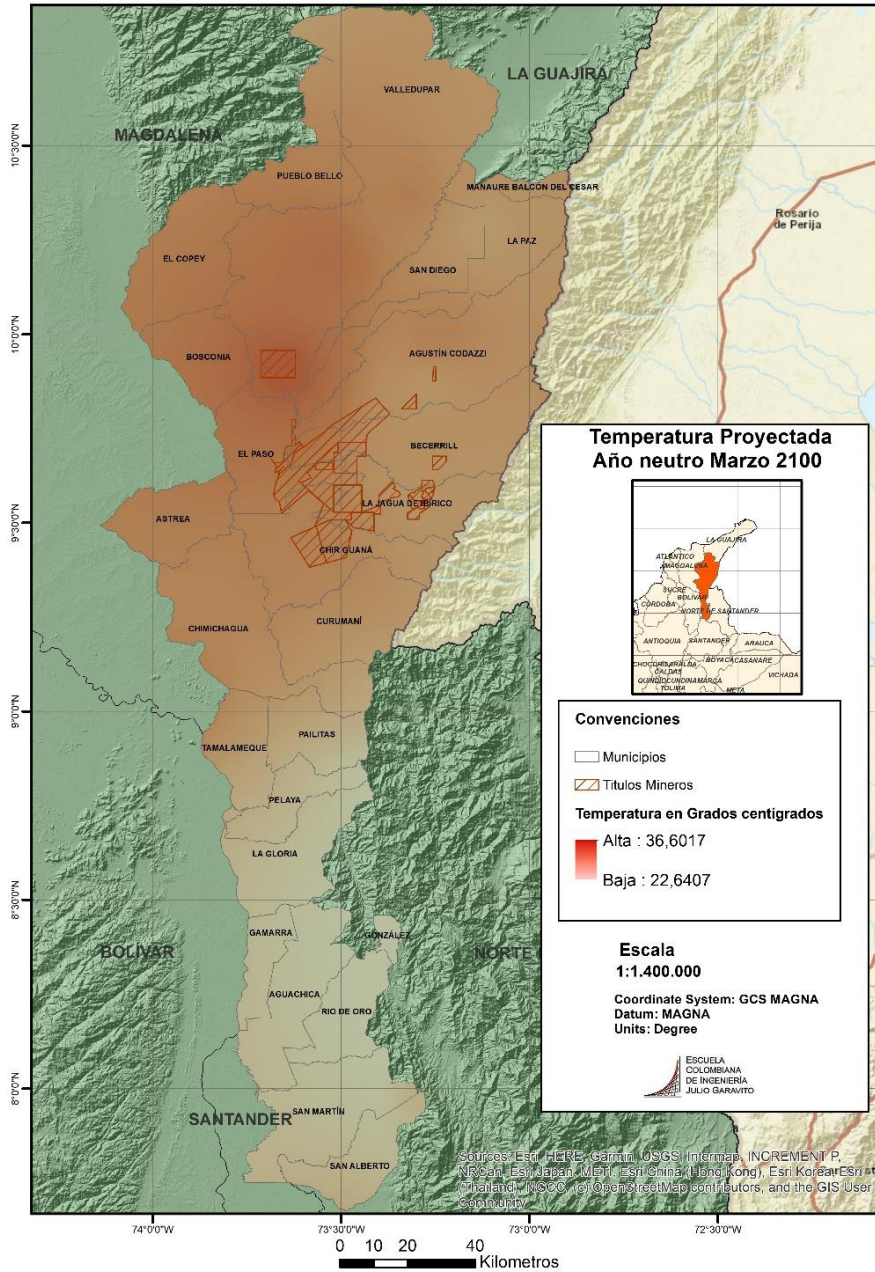 LA GUAJIRA
VALLEDUPAR
MAGDALENA
10°30'0"N
PUEBLO BELLO
MANAURE BALCÓN DEL CESAR
Rosario
de Perija
LA PAZ
EL COPEY
SAN DIEGO
10°0'0"N
BOSCONIA
AGUSTÍN CODAZZI
BECERRILL
EL PASO
LA JAGUA DE IBIRICO
ASTREA
9°30'0"N
CHIR GUANÁ
CURUMANÍ
CHIMICHAGUA
9°0'0"N
PAILITAS
TAMALAMEQUE
PELAYA
LA GLORIA
8°30'0"N
GAMARRA
GONZÁLEZ
BOLÍVAR
NORTE
AGUACHICA
RIO DE ORO
8°0'0"N
SANTANDER
SAN MARTÍN
SAN ALBERTO
Temperatura Proyectada
Año neutro Marzo 2100
LA GUAJIRA
ATLÁNTICO
MAGDALENA
SUCRE
BOLIVAR
CÓRDOBA
NORTE DE SANTANDER
ANTIOQUIA
SANTANDER
ARAUCA
BOYACA
CASANARE
CALDAS
VICHADA
TOLIMA
META
Convenciones
Municipios
Titulos Mineros
Temperatura en Grados centígrados
Alta : 36,6017
Baja : 22,6407
Escala
1:1.400.000
Coordinate System: GCS MAGNA
Datum: MAGNA
Units: Degree
ESCUELA
COLOMBIANA
DE INGENIERÍA
JULIO GARAVITO
Sources: Esri, HERE, Garmin, USGS, Intermap, INCREMENT P,
NRCan, Esri Japan, METI, Esri China (Hong Kong), Esri Korea, Esri
(Thailand), NGCC, (c) OpenStreetMap contributors, and the GIS User
Community
74°0'0"W
73°30'0"W
73°0'0"W
72°30'0"W
0 10 20 40
Kilometros